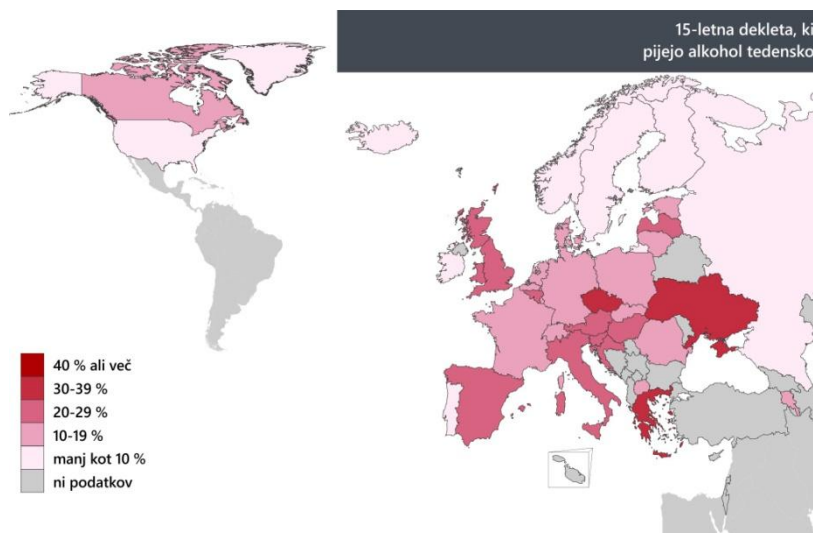 15-letna dekleta, ki
pijejo alkohol tedensko
40 % ali več
30-39 %
20-29 %
10-19 %
manj kot 10 %
ni podatkov